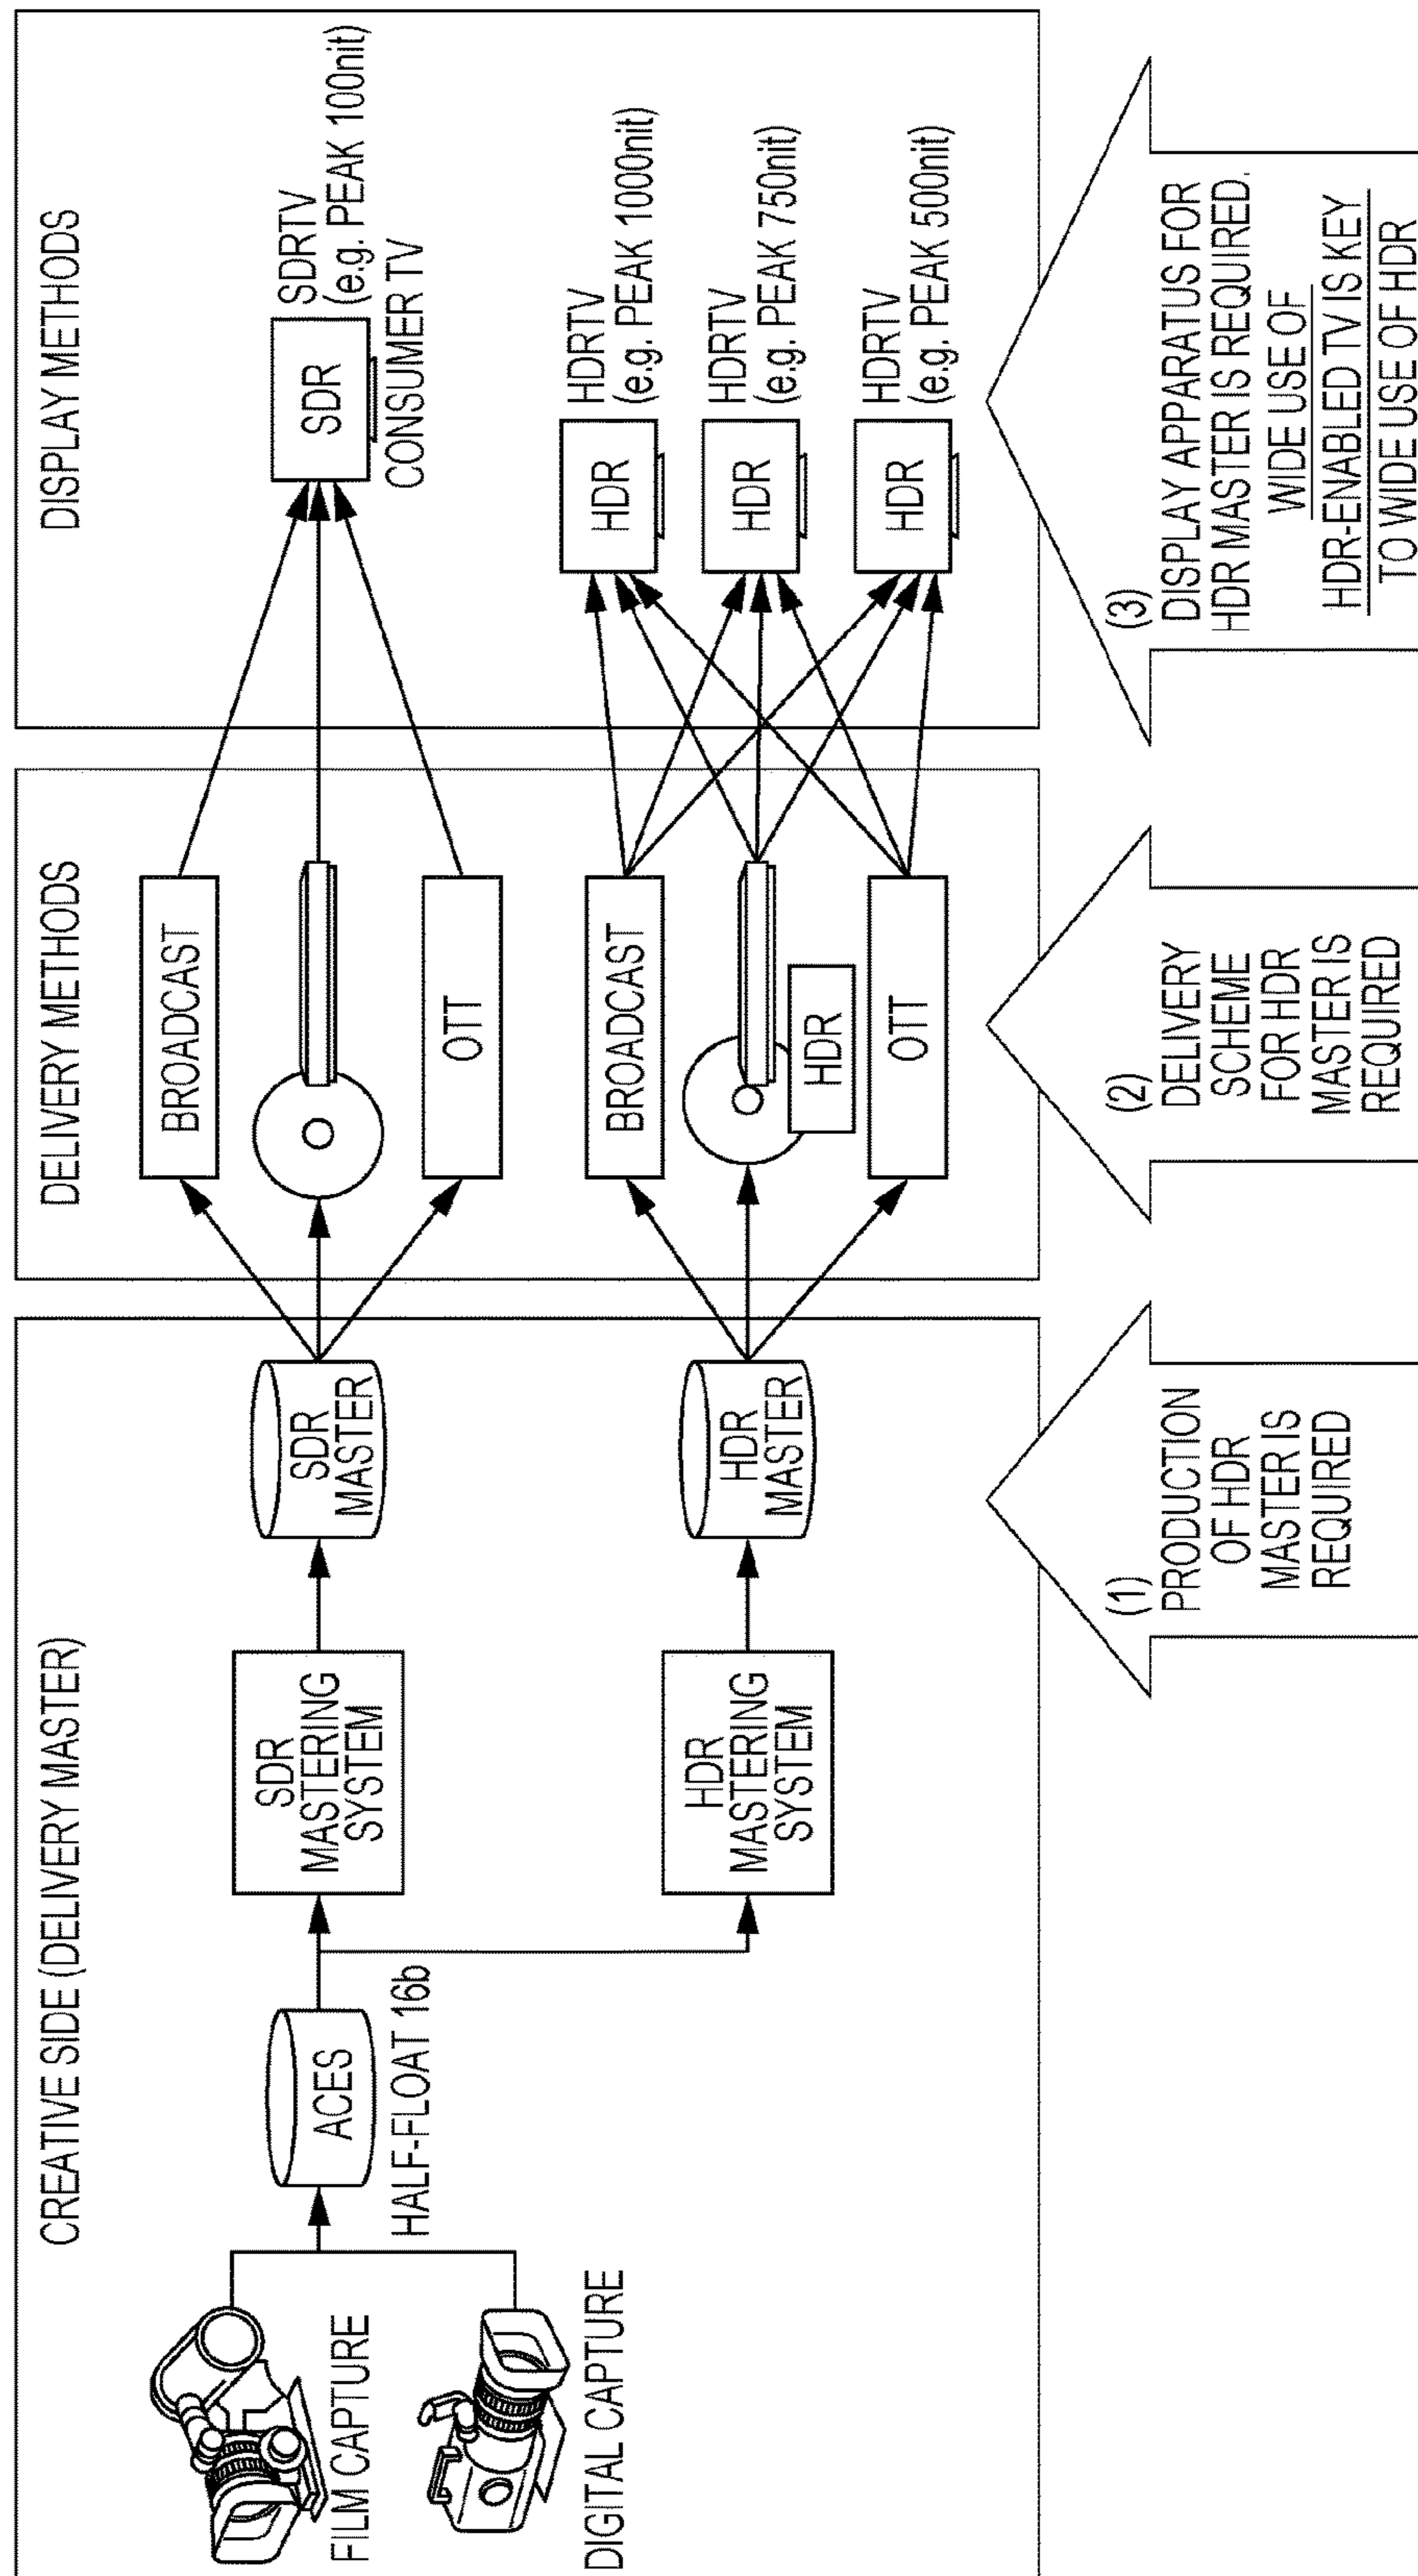 CREATIVE SIDE (DELIVERY MASTER)
FILM CAPTURE
DIGITAL CAPTURE
ACES
HALF-FLOAT 16b
SDR
MASTERING
SYSTEM
SDR
MASTER
HDR
MASTERING
SYSTEM
HDR
MASTER
DELIVERY METHODS
BROADCAST
OTT
BROADCAST
HDR
OTT
DISPLAY METHODS
SDR
SDRTV
(e.g. PEAK 100nit)
CONSUMER TV
HDR
HDRTV
(e.g. PEAK 1000nit)
HDR
HDRTV
(e.g. PEAK 750nit)
HDR
HDRTV
(e.g. PEAK 500nit)
(1)
PRODUCTION
OF HDR
MASTER IS
REQUIRED
(2)
DELIVERY
SCHEME
FOR HDR
MASTER IS
REQUIRED
(3)
DISPLAY APPARATUS FOR
HDR MASTER IS REQUIRED.
WIDE USE OF
HDR-ENABLED TV IS KEY
TO WIDE USE OF HDR